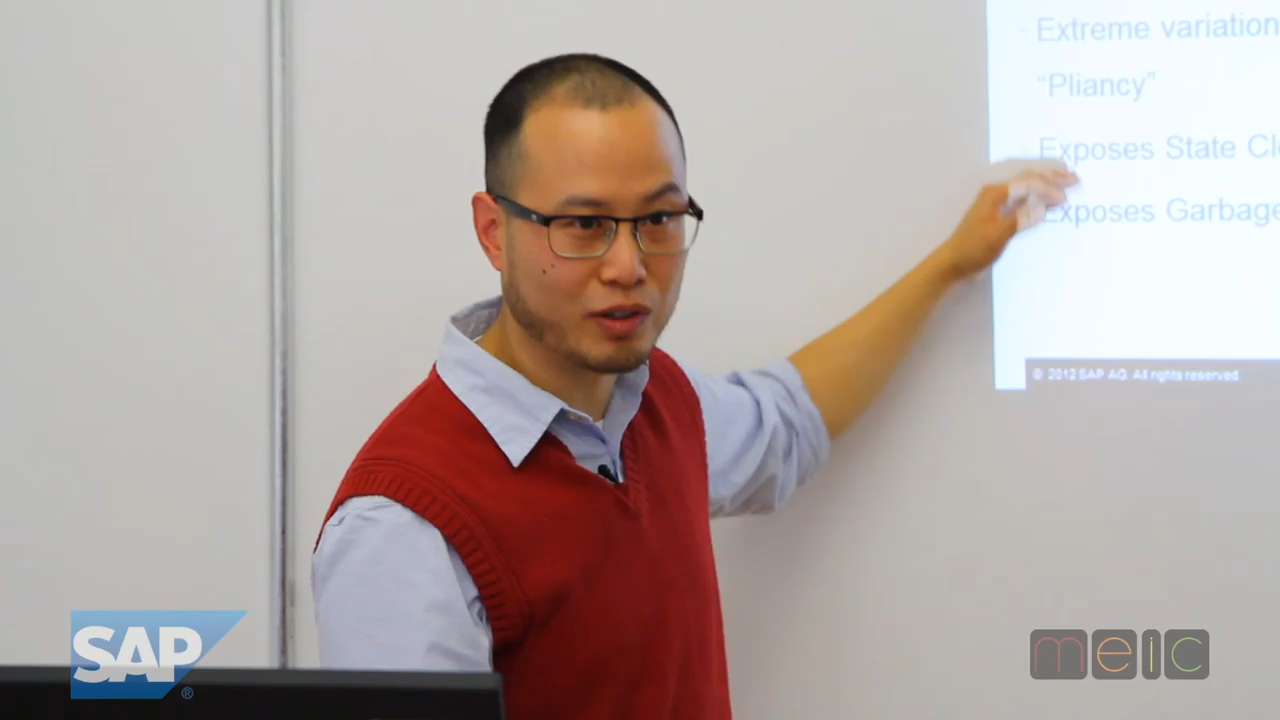 Extreme variation
“Pliancy”
Exposes State Cl
Exposes Garbage
© 2012 SAP AG. All rights reserved.
SAP®
meic